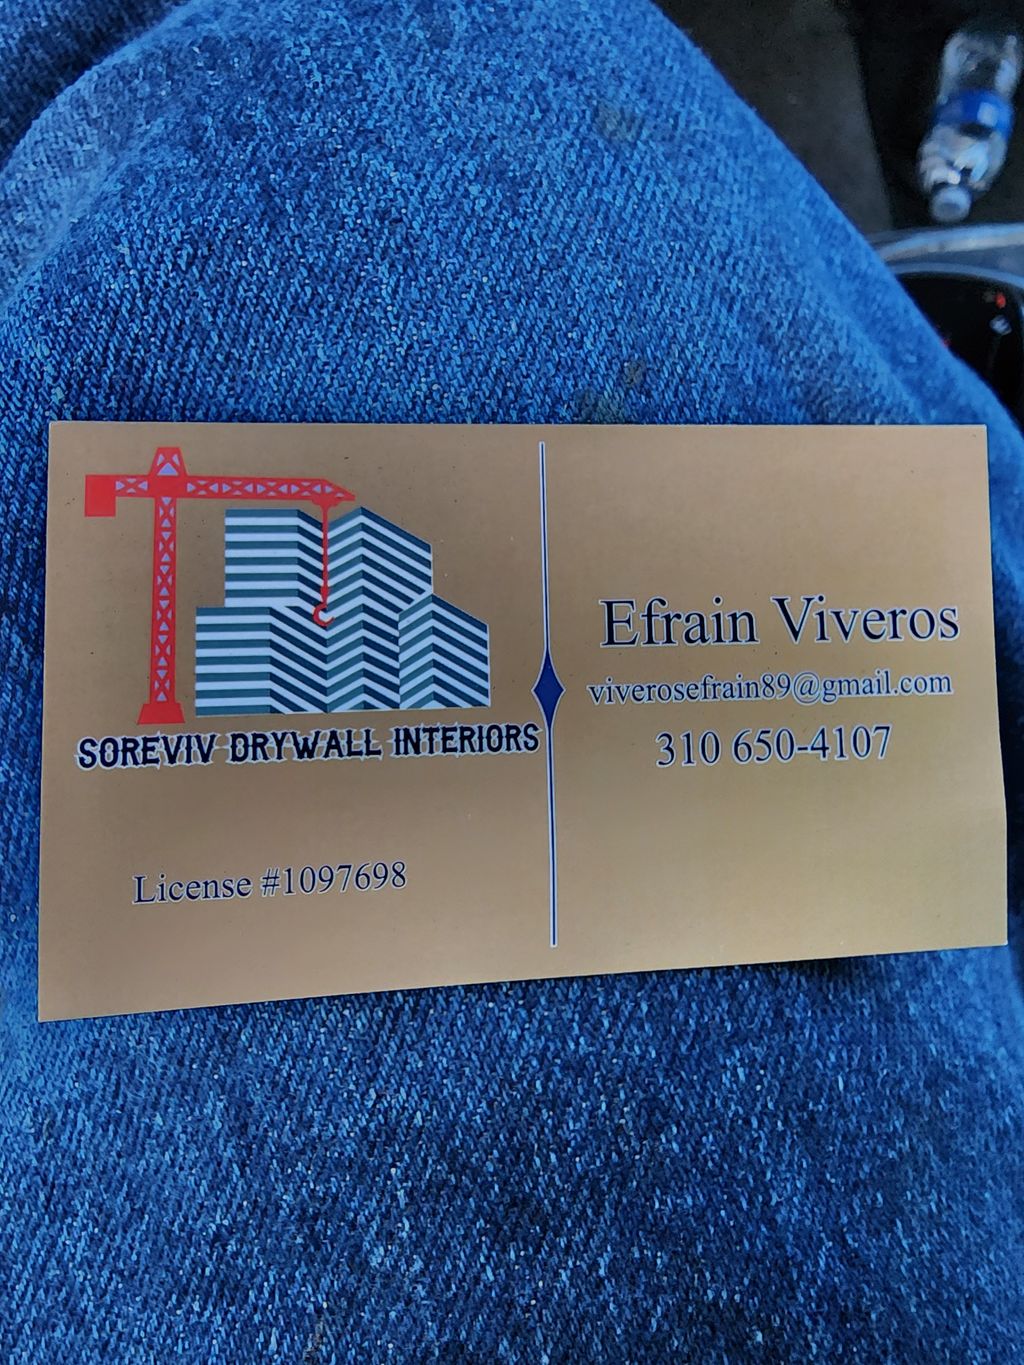 SOREVIV DRYWALL INTERIORS
License #1097698
Efrain Viveros
viverosefrain89@gmail.com
310 650-4107